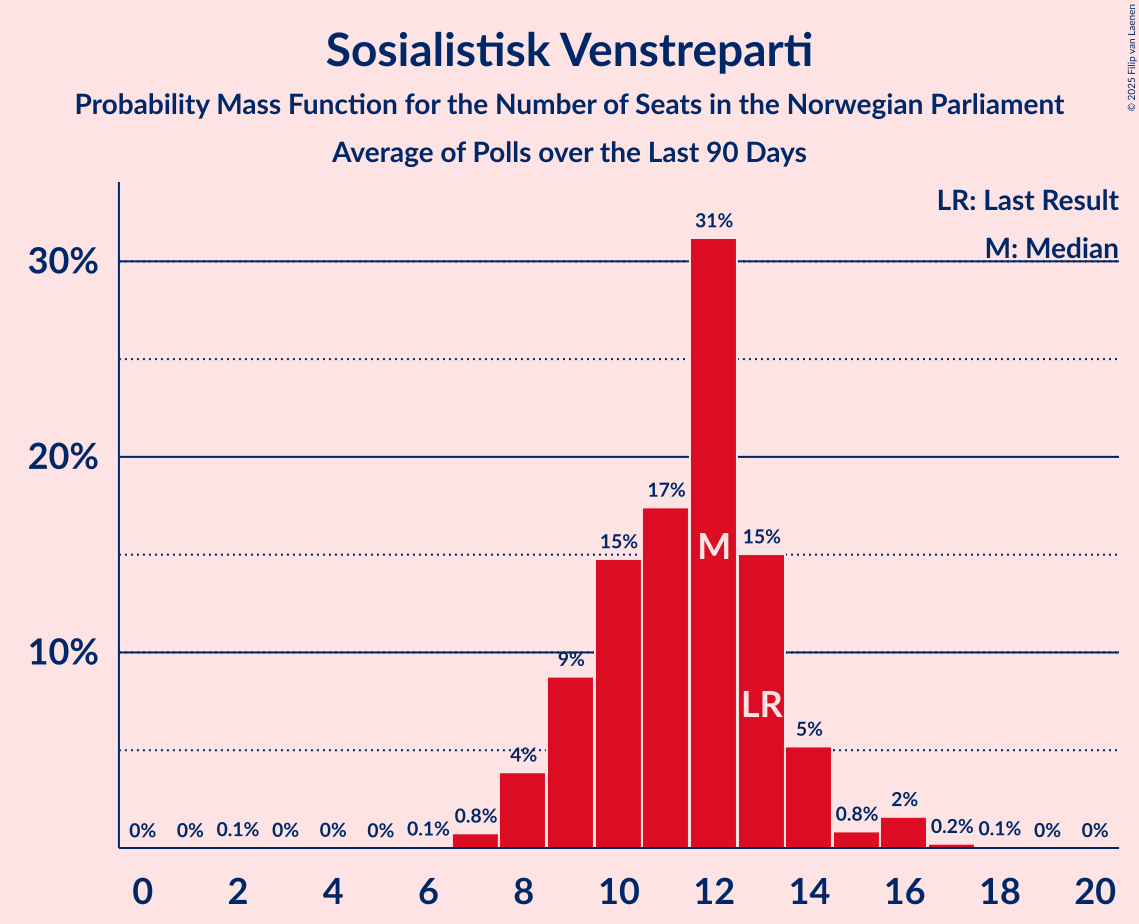 © 2025 Filip van Laenen
Sosialistisk Venstreparti
Probability Mass Function for the Number of Seats in the Norwegian Parliament
Average of Polls over the Last 90 Days
LR: Last Result
M: Median
30%
20%
10%
0% 0% 0.1% 0% 0% 0% 0.1% 0.8% 4% 9% 15% 17% 31% 15% 5% 0.8% 2% 0.2% 0.1% 0% 0%
M
LR
0 2 4 6 8 10 12 14 16 18 20